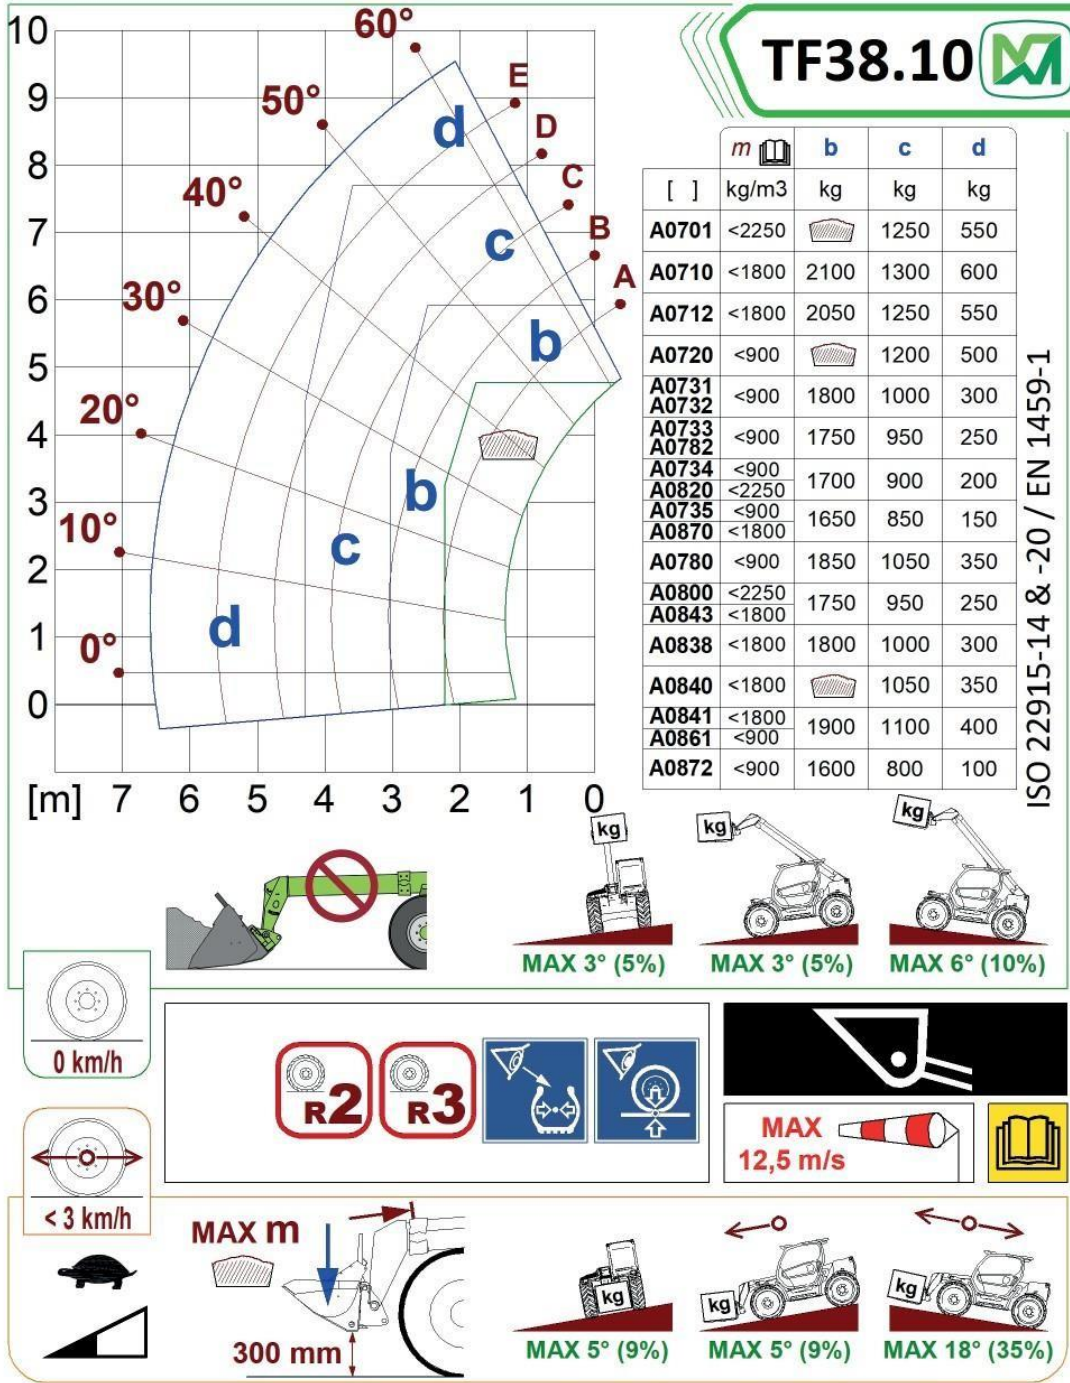 TF38.10
10
9
8
7
6
5
4
3
2
1
0
[m] 7 6 5 4 3 2 1 0
60°
50°
40°
30°
20°
10°
0°
E
D
C
B
A
d
c
b
b
c
d
m b c d
[ ] kg/m3 kg kg kg
A0701 <2250 1250 550
A0710 <1800 2100 1300 600
A0712 <1800 2050 1250 550
A0720 <900 1200 500
A0731
A0732 <900 1800 1000 300
A0733
A0782 <900 1750 950 250
A0734 <900
A0820 <2250 1700 900 200
A0735 <900
A0870 <1800 1650 850 150
A0780 <900 1850 1050 350
A0800 <2250
A0843 <1800 1750 950 250
A0838 <1800 1800 1000 300
A0840 <1800 1050 350
A0841 <1800
A0861 <900 1900 1100 400
A0872 <900 1600 800 100
ISO 22915-14 & -20 / EN 1459-1
kg kg kg
MAX 3° (5%) MAX 3° (5%) MAX 6° (10%)
0 km/h
R2 R3
MAX
12,5 m/s
< 3 km/h
MAX m
300 mm
kg kg kg
MAX 5° (9%) MAX 5° (9%) MAX 18° (35%)